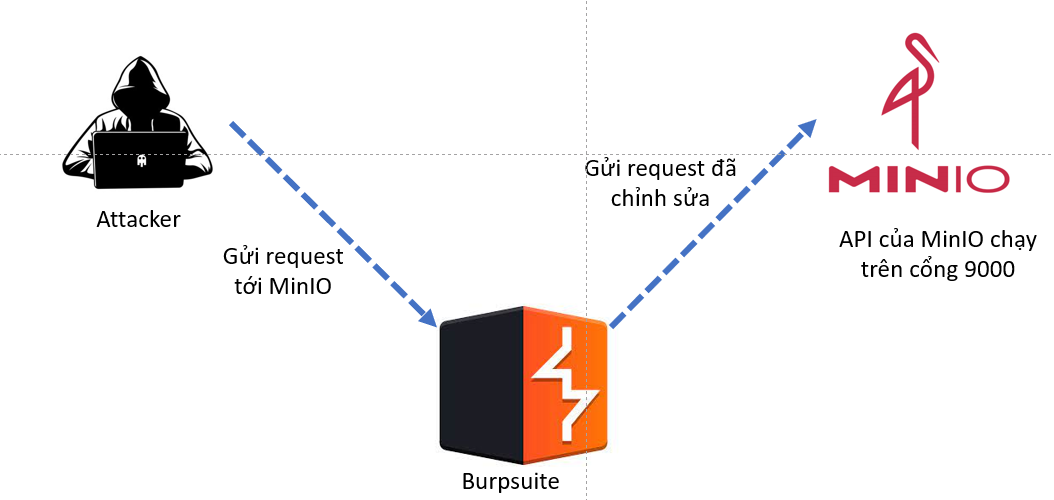 Attacker
Gửi request
tới MinIO
Burpsuite
Gửi request đã
chỉnh sửa
MINIO
API của MinIO chạy
trên cổng 9000